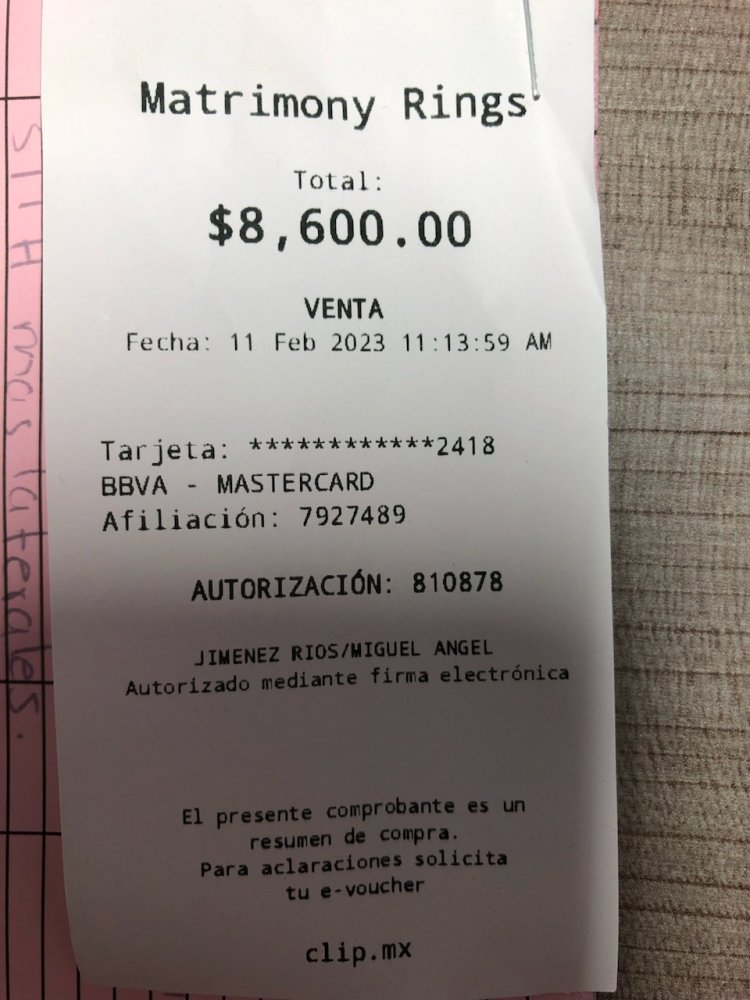 Matrimony Rings
Total:
$8,600.00
VENTA
Fecha: 11 Feb 2023 11:13:59 AM
Tarjeta: ************2418
BBVA - MASTERCARD
Afiliación: 7927489
AUTORIZACIÓN: 810878
JIMENEZ RIOS/MIGUEL ANGEL
Autorizado mediante firma electrónica
El presente comprobante es un
resumen de compra.
Para aclaraciones solicita
tu e-voucher
clip.mx
mas laterales.